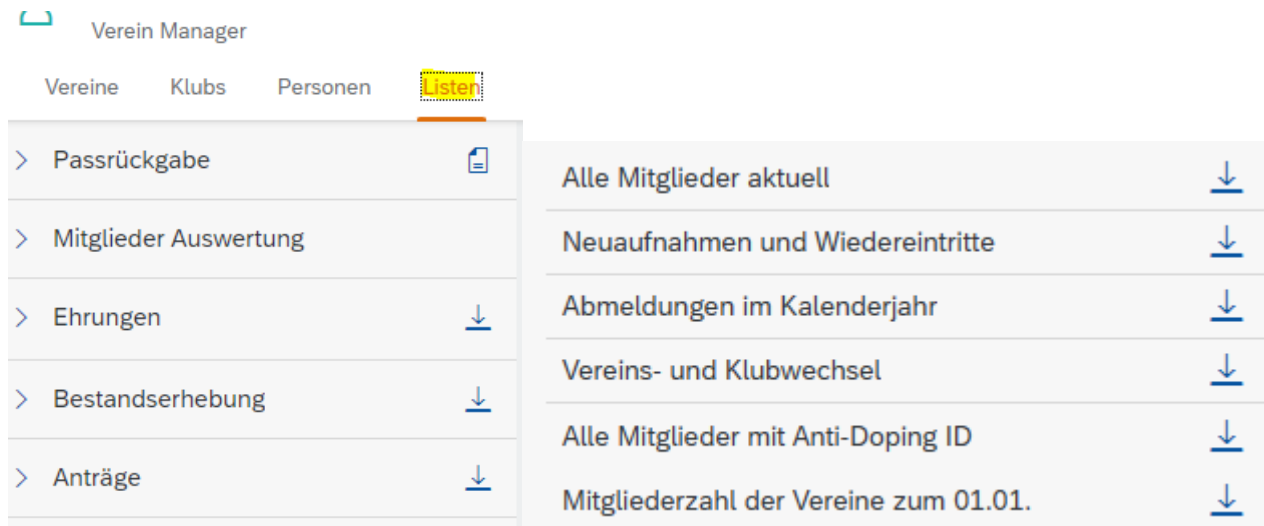 Verein Manager
Vereine Klubs Personen Listen
Passrückgabe
Mitglieder Auswertung
Ehrungen
Bestandserhebung
Anträge
Alle Mitglieder aktuell
Neuaufnahmen und Wiedereintritte
Abmeldungen im Kalenderjahr
Vereins- und Klubwechsel
Alle Mitglieder mit Anti-Doping ID
Mitgliederzahl der Vereine zum 01.01.